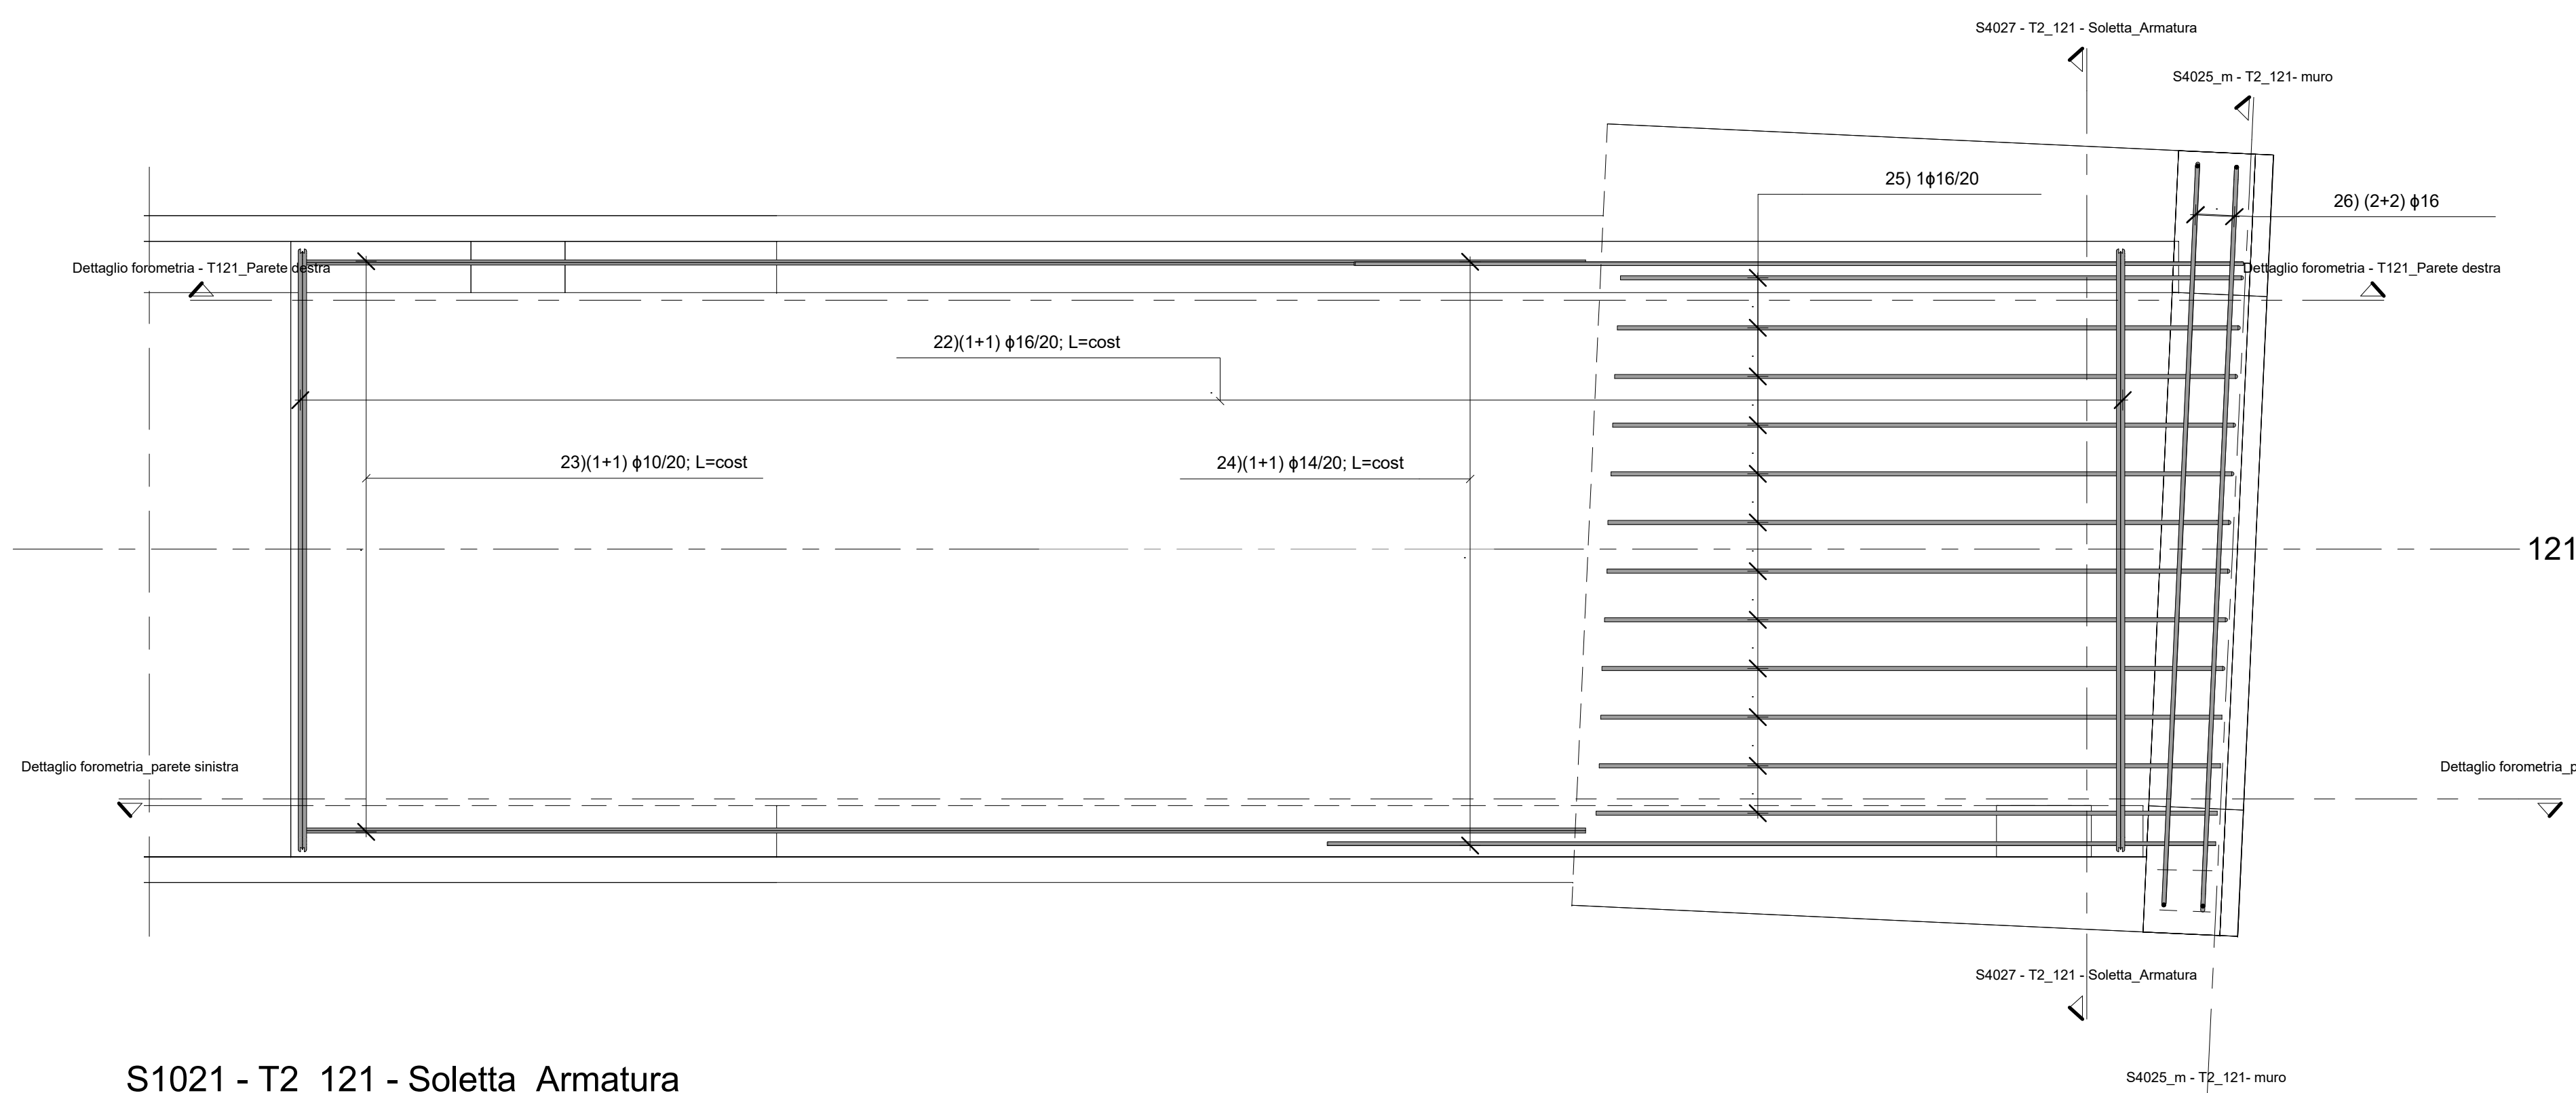 S4027 - T2_121 - Soletta_Armatura
S4025_m - T2_121- muro
25) 1ϕ16/20
26) (2+2) ϕ16
Dettaglio forometria - T121_Parete destra
Dettaglio forometria - T121_Parete destra
22)(1+1) ϕ16/20; L=cost
23)(1+1) ϕ10/20; L=cost
24)(1+1) ϕ14/20; L=cost
121
Dettaglio forometria_parete sinistra
Dettaglio forometria_p
S4027 - T2_121 - Soletta_Armatura
S1021 - T2 121 - Soletta Armatura
S4025_m - T2_121- muro